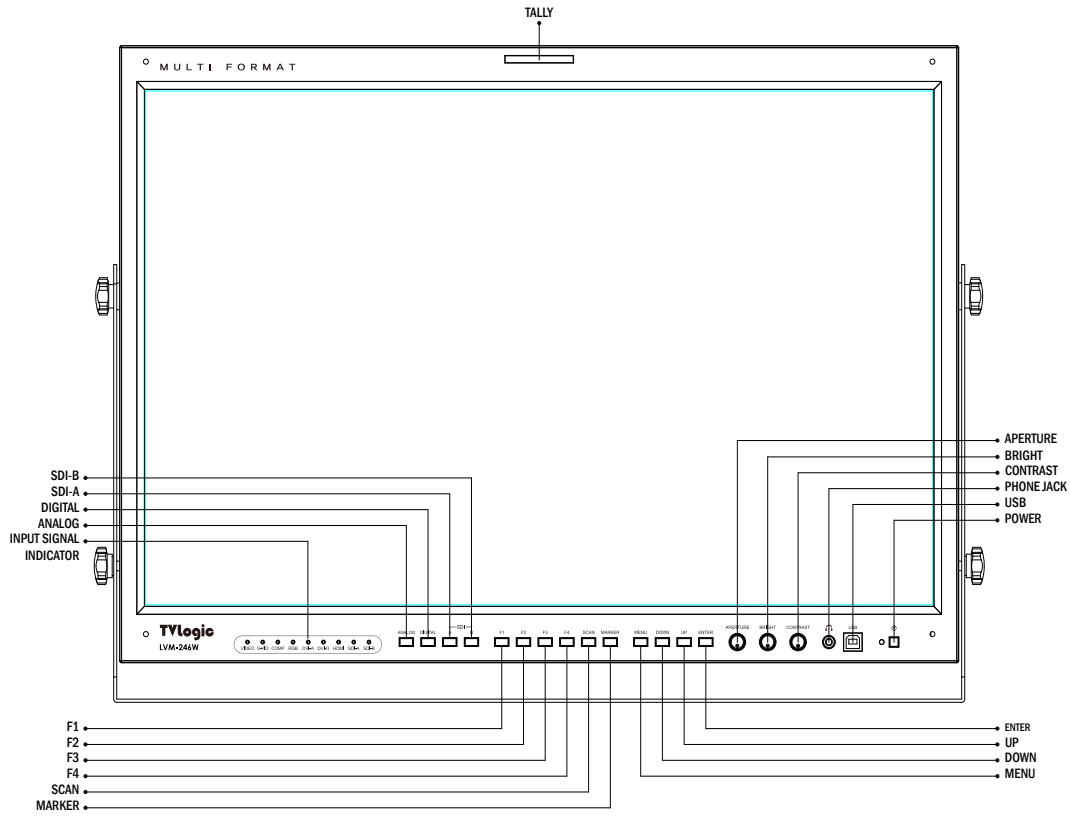 TALLY
MULTI FORMAT
APERTURE
BRIGHT
CONTRAST
PHONE JACK
USB
POWER
SDI-B
SDI-A
DIGITAL
ANALOG
INPUT SIGNAL
INDICATOR
TVLogic
LVM-246W
VIDEO S-VID COMP RGB DVI-A DVI-D HDMI SDI-A SDI-B
ANALOG DIGITAL A SDI B F1 F2 F3 F4 SCAN MARKER MENU DOWN UP ENTER APERTURE BRIGHT CONTRAST USB
F1
F2
F3
F4
SCAN
MARKER
ENTER
UP
DOWN
MENU